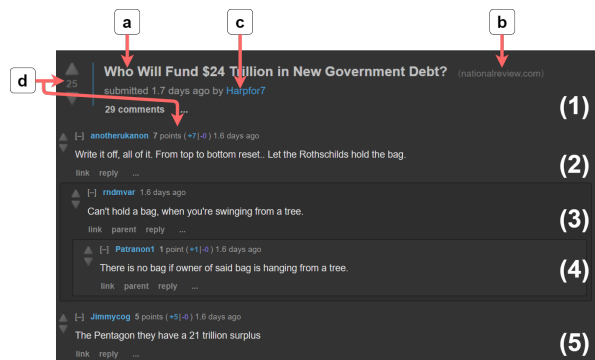 a
c
b
d
Who Will Fund $24 Trillion in New Government Debt? (nationalreview.com)
25
submitted 1.7 days ago by Harpfor7
29 comments ...
(1)
[–] anotherukanon 7 points (+7|-0) 1.6 days ago
Write it off, all of it. From top to bottom reset.. Let the Rothschilds hold the bag.
(2)
link reply ...
[–] rndmvar 1.6 days ago
Can't hold a bag, when you're swinging from a tree.
(3)
link parent reply ...
[–] Patranon1 1 point (+1|-0) 1.6 days ago
There is no bag if owner of said bag is hanging from a tree.
(4)
link parent reply ...
[–] Jimmycog 5 points (+5|-0) 1.6 days ago
The Pentagon they have a 21 trillion surplus
(5)
link reply ...